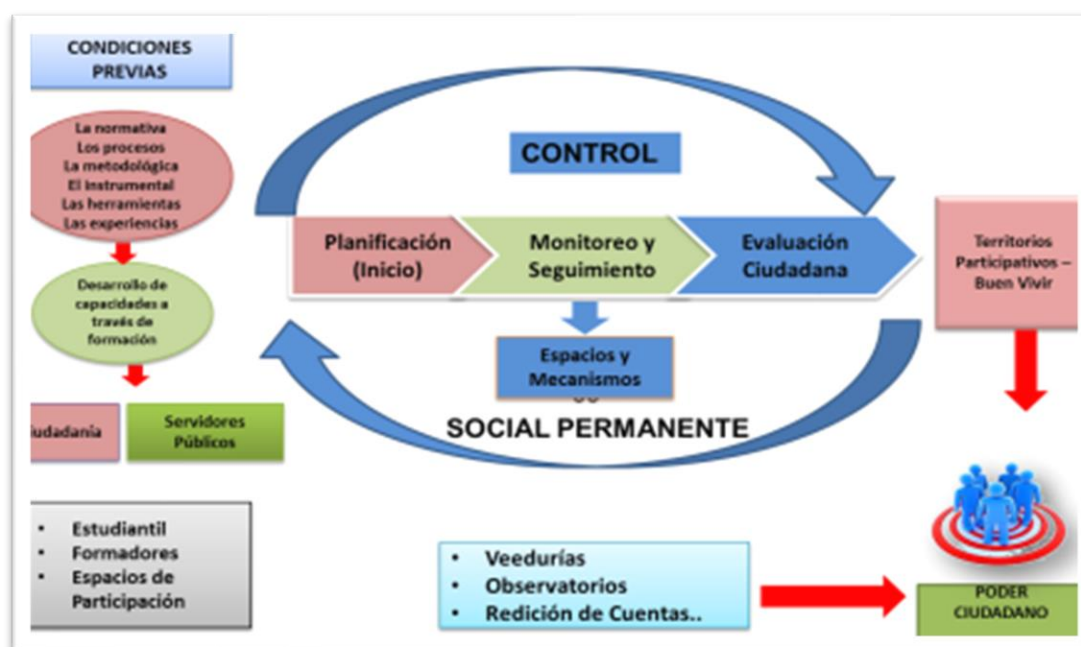 CONDICIONES
PREVIAS
La normativa
Los procesos
La metodológica
El instrumental
Las herramientas
Las experiencias
Desarrollo de
capacidades a
través de
formación
iudadanía
Servidores
Públicos
• Estudiantil
• Formadores
• Espacios de
Participación
CONTROL
Planificación
(Inicio)
Monitoreo y
Seguimiento
Evaluación
Ciudadana
Espacios y
Mecanismos
SOCIAL PERMANENTE
• Veedurías
• Observatorios
• Redición de Cuentas..
Territorios
Participativos –
Buen Vivir
PODER
CIUDADANO